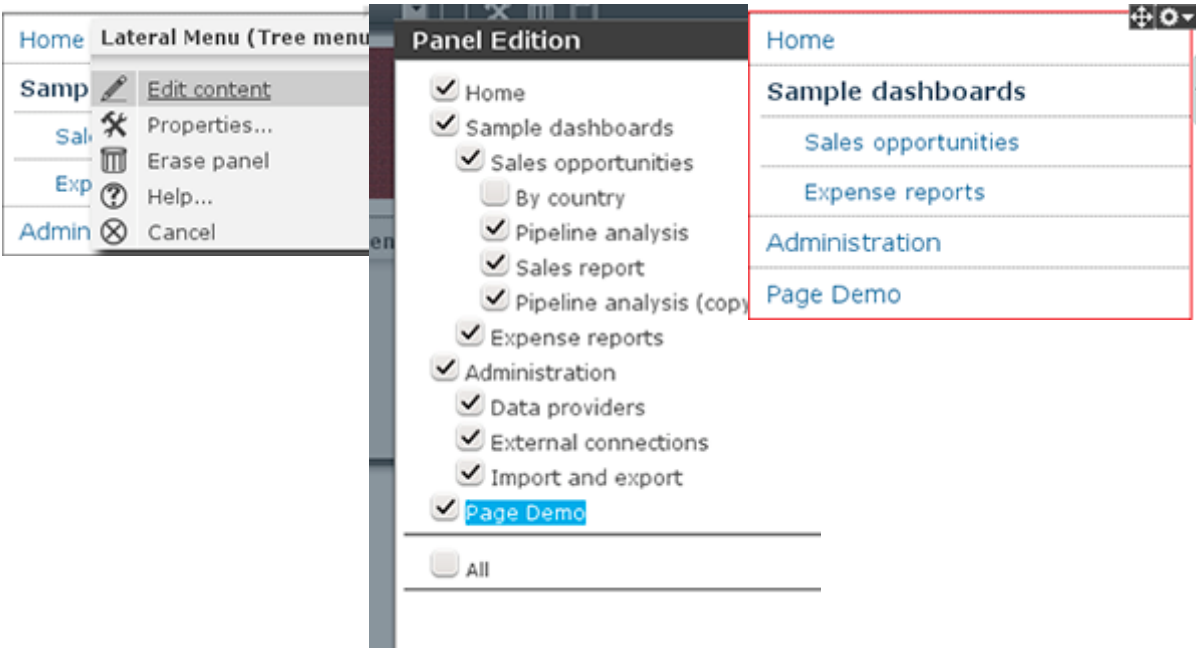 Home
Samp
Sal
Exp
Admin
Lateral Menu (Tree menu
Edit content
Properties...
Erase panel
Help...
Cancel
en
Panel Edition
Home
Sample dashboards
Sales opportunities
By country
Pipeline analysis
Sales report
Pipeline analysis (copy
Expense reports
Administration
Data providers
External connections
Import and export
Page Demo
All
Home
Sample dashboards
Sales opportunities
Expense reports
Administration
Page Demo